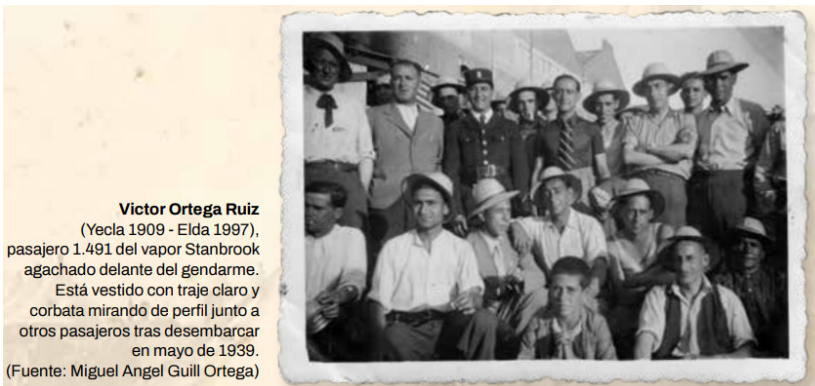 Victor Ortega Ruiz
(Yecla 1909 - Elda 1997),
pasajero 1.491 del vapor Stanbrook
agachado delante del gendarme.
Está vestido con traje claro y
corbata mirando de perfil junto a
otros pasajeros tras desembarcar
en mayo de 1939.
(Fuente: Miguel Angel Guill Ortega)